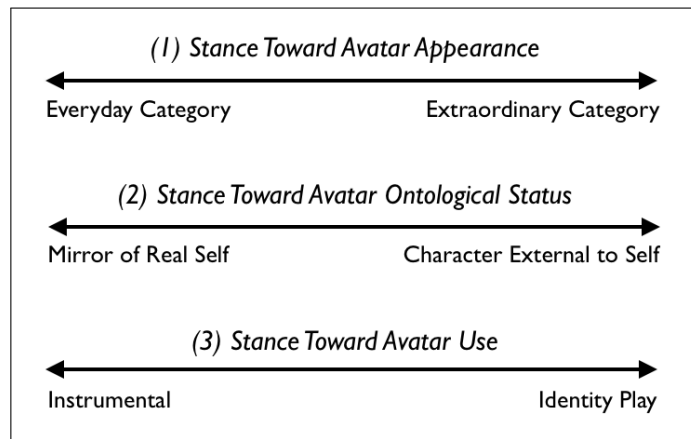 (1) Stance Toward Avatar Appearance
Everyday Category Extraordinary Category
(2) Stance Toward Avatar Ontological Status
Mirror of Real Self Character External to Self
(3) Stance Toward Avatar Use
Instrumental Identity Play